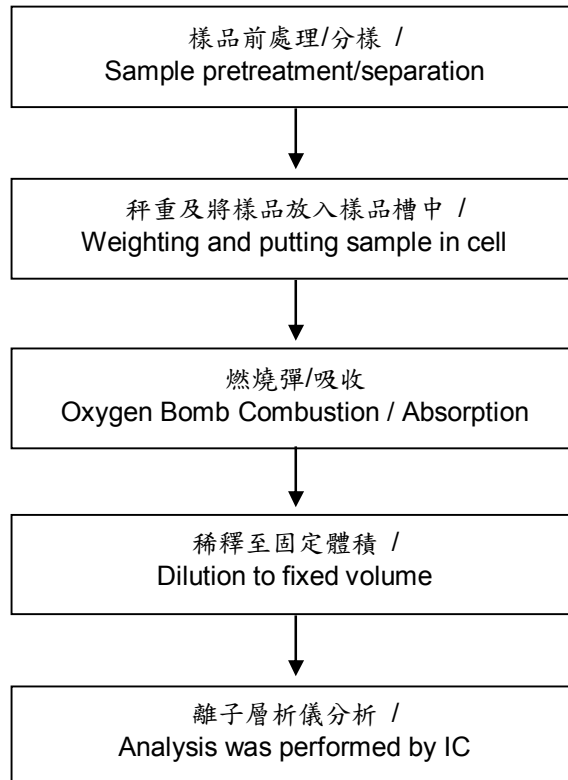 樣品前處理/分樣 /
Sample pretreatment/separation
秤重及將樣品放入樣品槽中 /
Weighting and putting sample in cell
燃燒彈/吸收
Oxygen Bomb Combustion / Absorption
稀釋至固定體積 /
Dilution to fixed volume
離子層析儀分析 /
Analysis was performed by IC